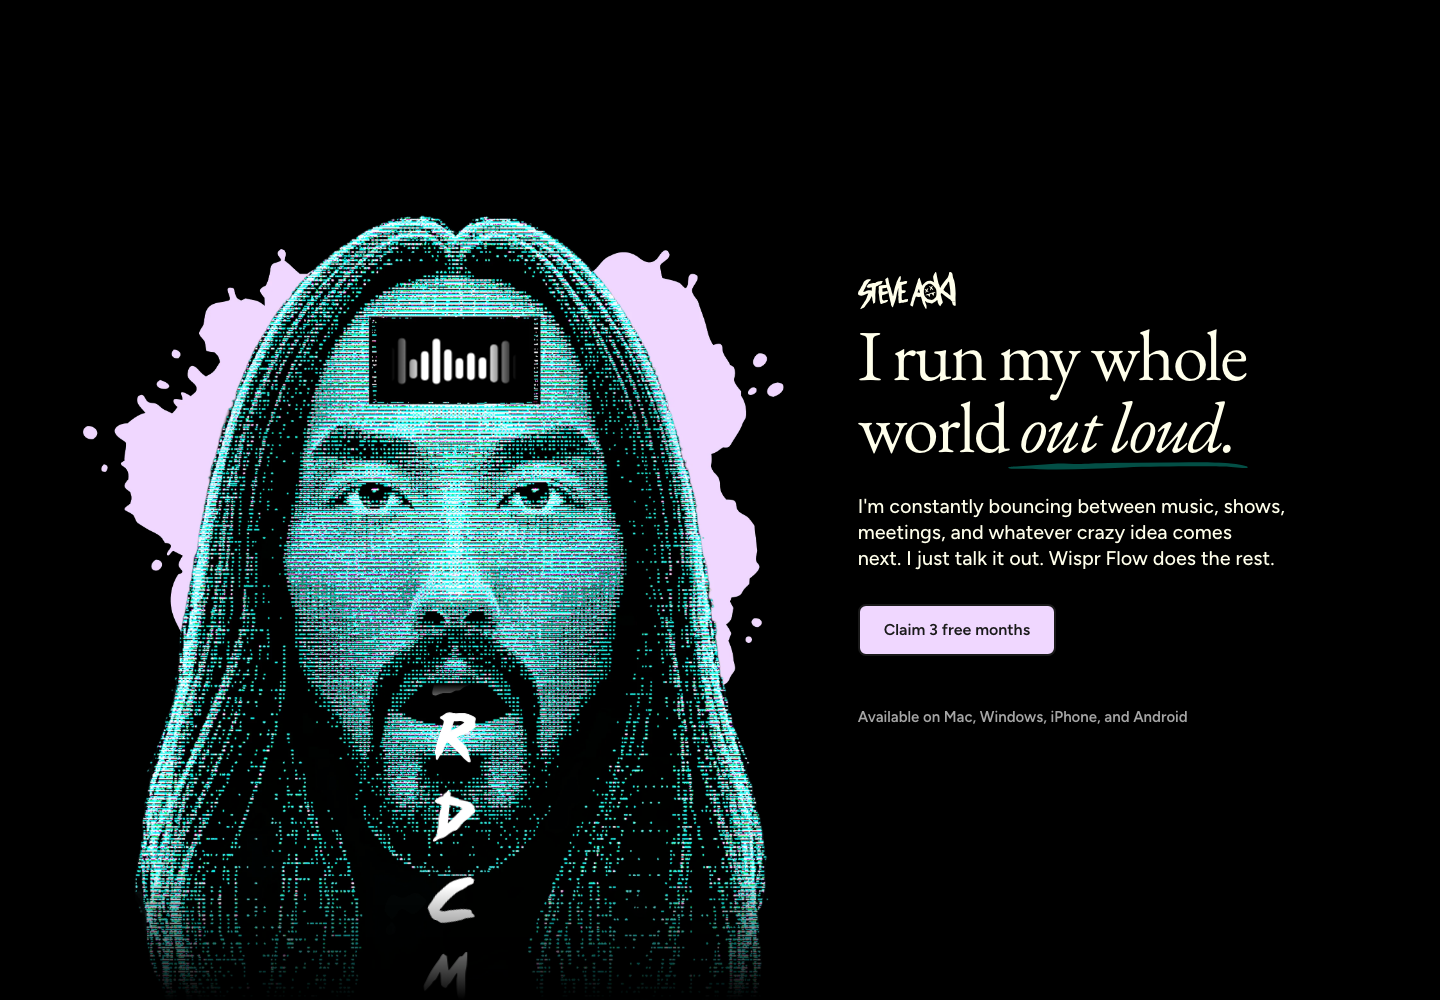 STEVE AOKI
I run my whole
world out loud.
I'm constantly bouncing between music, shows,
meetings, and whatever crazy idea comes
next. I just talk it out. Wispr Flow does the rest.
Claim 3 free months
Available on Mac, Windows, iPhone, and Android
R
D
C
M